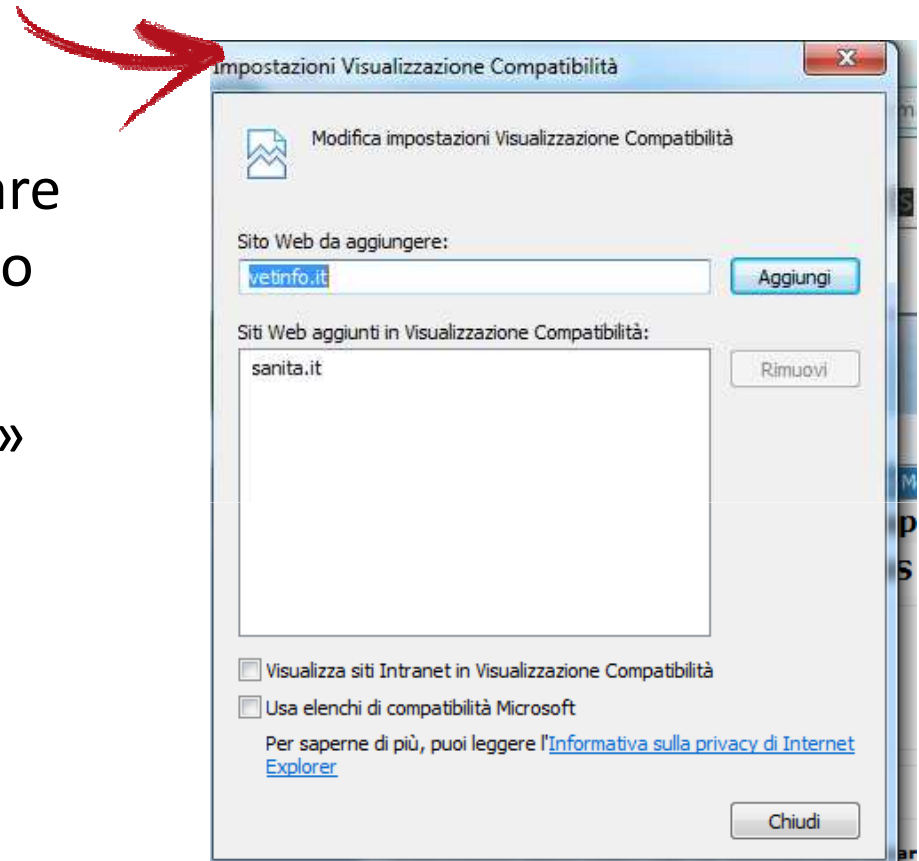 Impostazioni Visualizzazione Compatibilità
Modifica impostazioni Visualizzazione Compatibilità
are
o
»
Sito Web da aggiungere:
vetinfo.it
Aggiungi
Siti Web aggiunti in Visualizzazione Compatibilità:
sanita.it
Rimuovi
Visualizza siti Intranet in Visualizzazione Compatibilità
Usa elenchi di compatibilità Microsoft
Per saperne di più, puoi leggere l'Informativa sulla privacy di Internet
Explorer
Chiudi